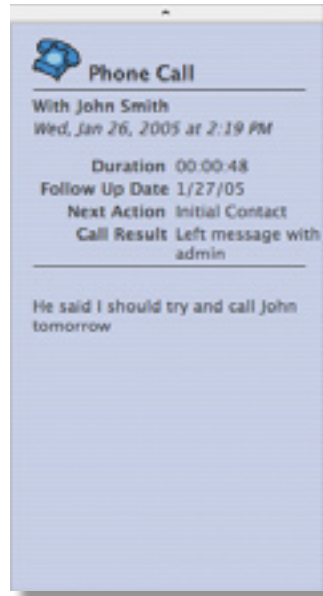 Phone Call
With John Smith
Wed, Jan 26, 2005 at 2:19 PM
Duration 00:00:48
Follow Up Date 1/27/05
Next Action Initial Contact
Call Result Left message with
admin
He said I should try and call John
tomorrow